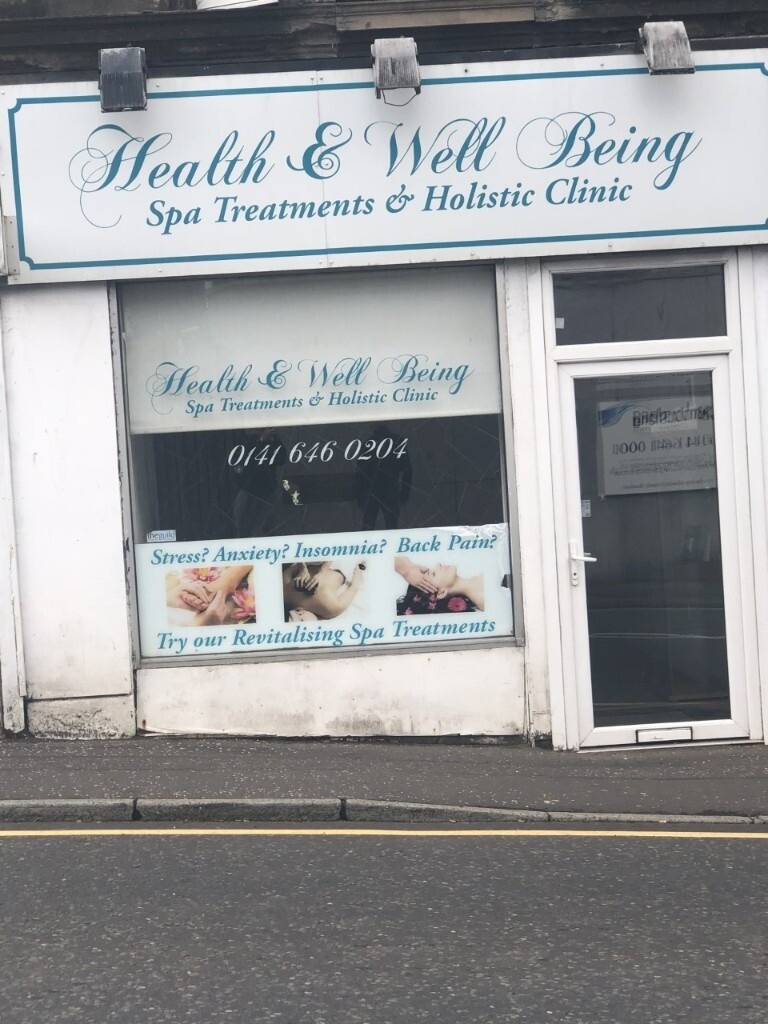 Health & Well Being
Spa Treatments & Holistic Clinic
Health & Well Being
Spa Treatments & Holistic Clinic
0141 646 0204
theguild
Stress? Anxiety? Insomnia? Back Pain?
Try our Revitalising Spa Treatments